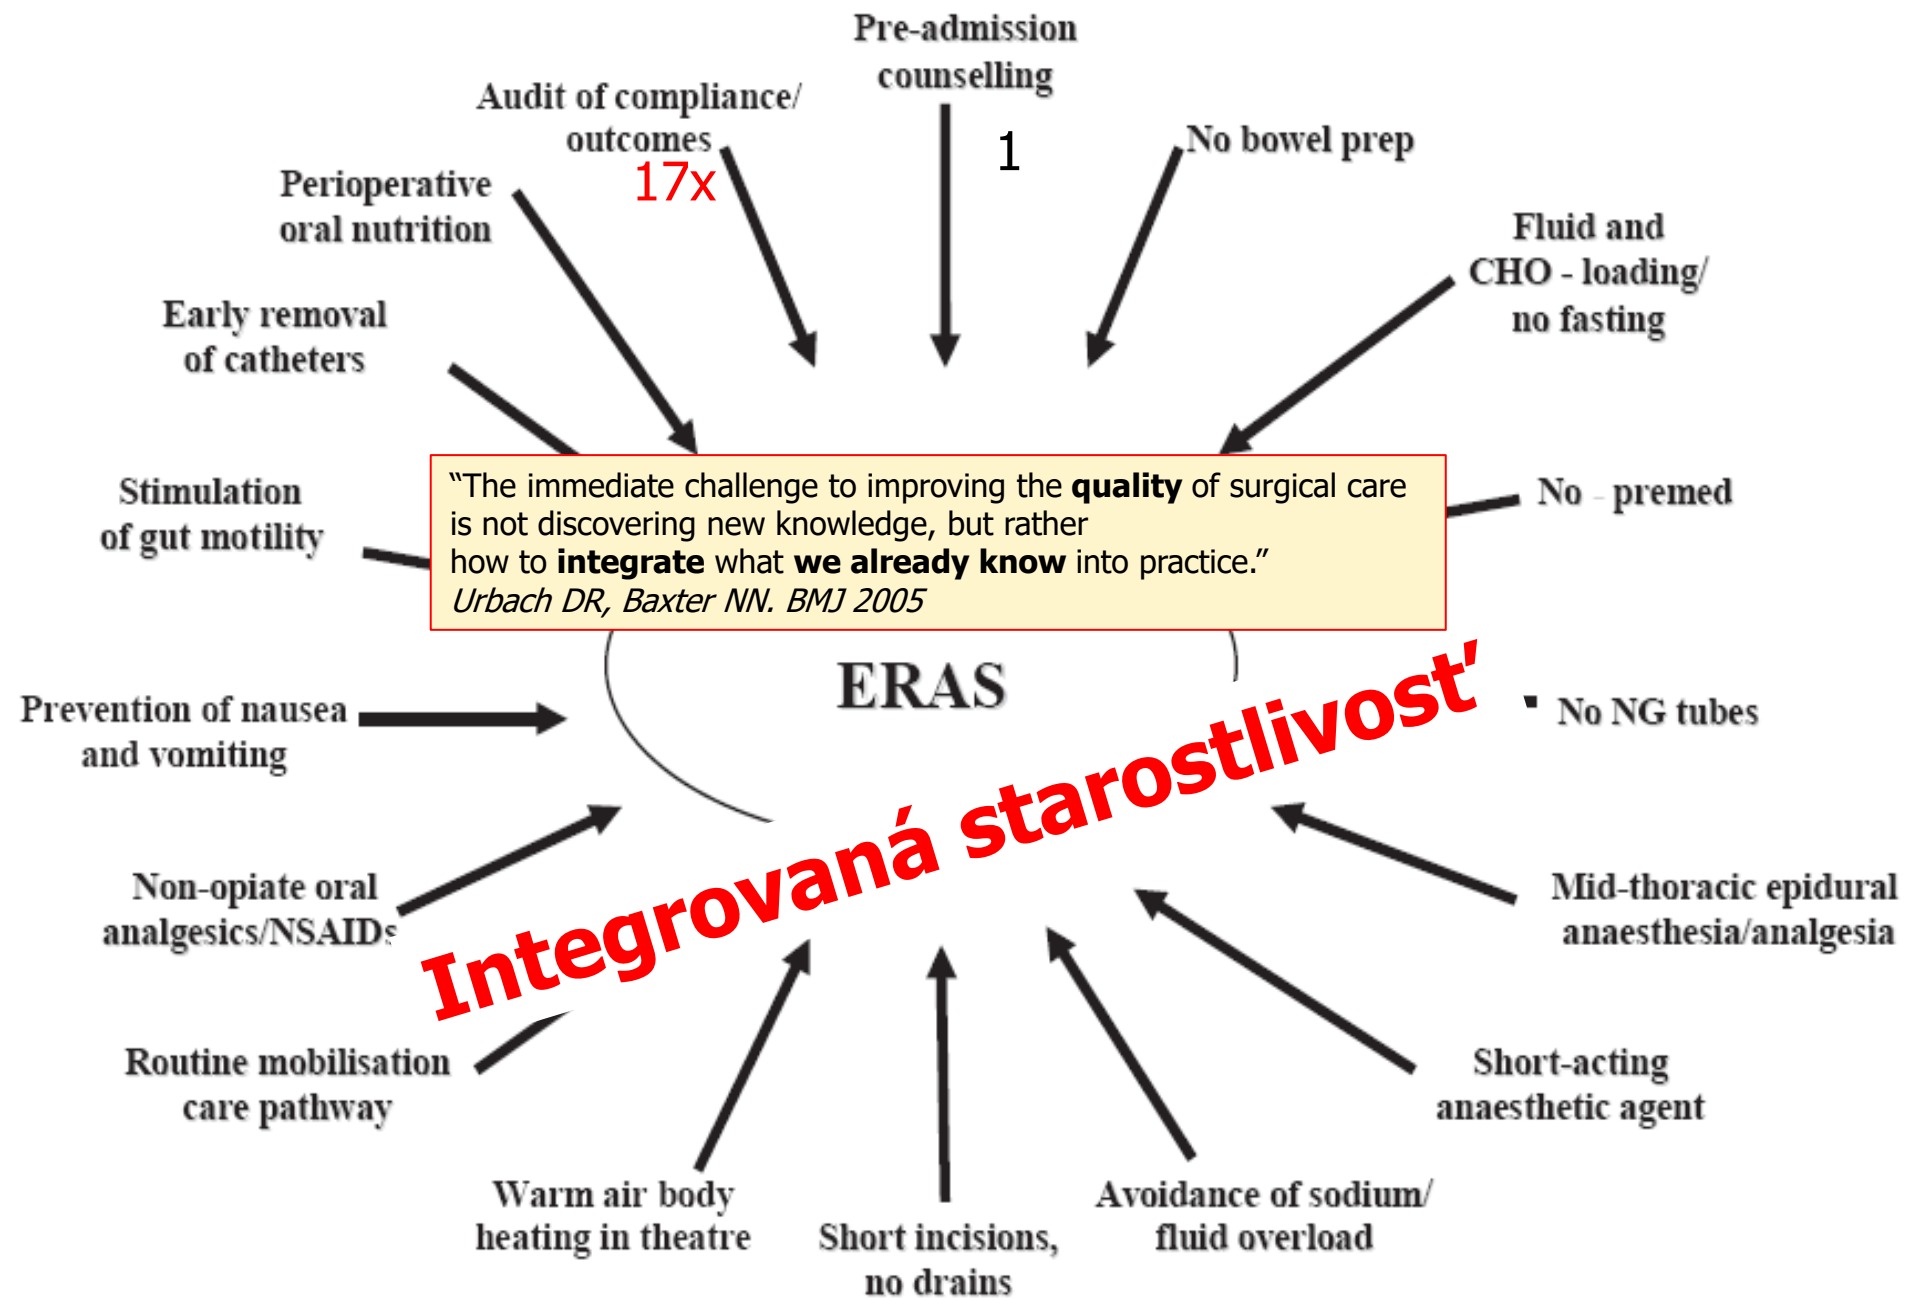 Pre-admission
counselling
1
No bowel prep
Fluid and
CHO - loading/
no fasting
No - premed
No NG tubes
Mid-thoracic epidural
anaesthesia/analgesia
Short-acting
anaesthetic agent
Avoidance of sodium/
fluid overload
Short incisions,
no drains
Warm air body
heating in theatre
Routine mobilisation
care pathway
Non-opiate oral
analgesics/NSAIDs
Prevention of nausea
and vomiting
Stimulation
of gut motility
Early removal
of catheters
Perioperative
oral nutrition
Audit of compliance/
outcomes
17x
“The immediate challenge to improving the quality of surgical care
is not discovering new knowledge, but rather
how to integrate what we already know into practice.”
Urbach DR, Baxter NN. BMJ 2005
ERAS
Integrovaná starostlivosť